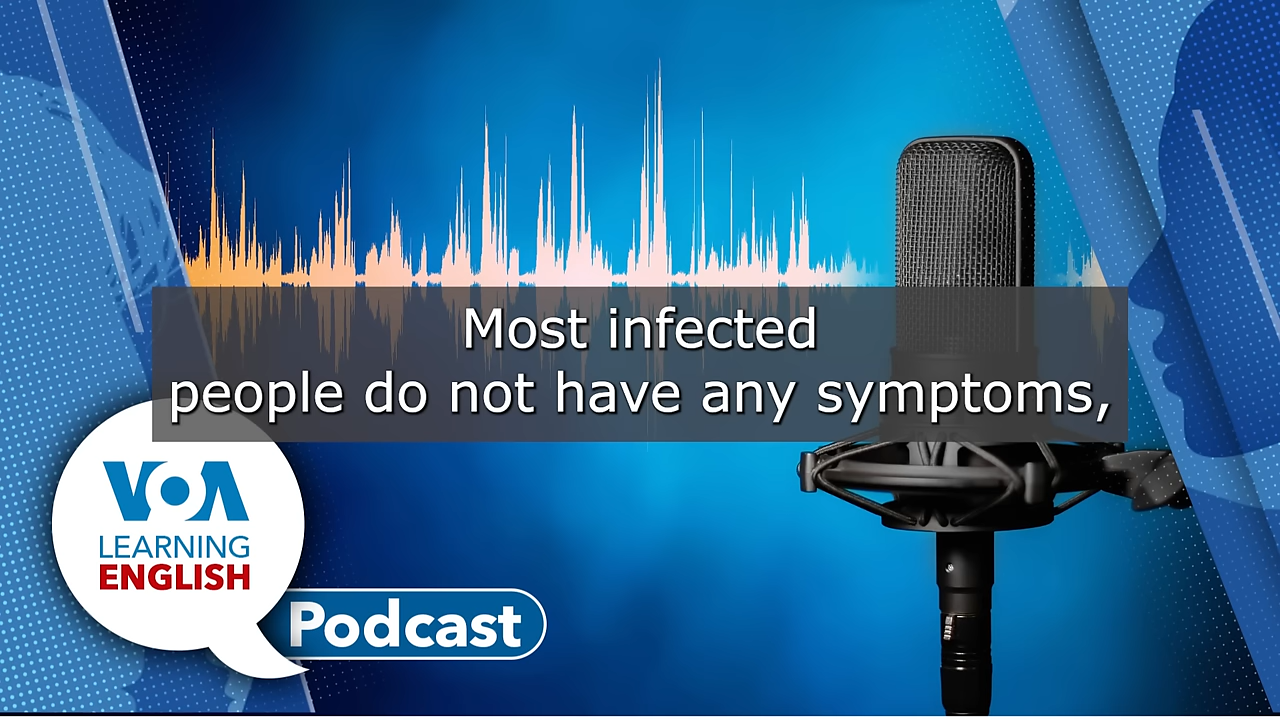 Most infected
people do not have any symptoms,
VOA
LEARNING
ENGLISH
Podcast